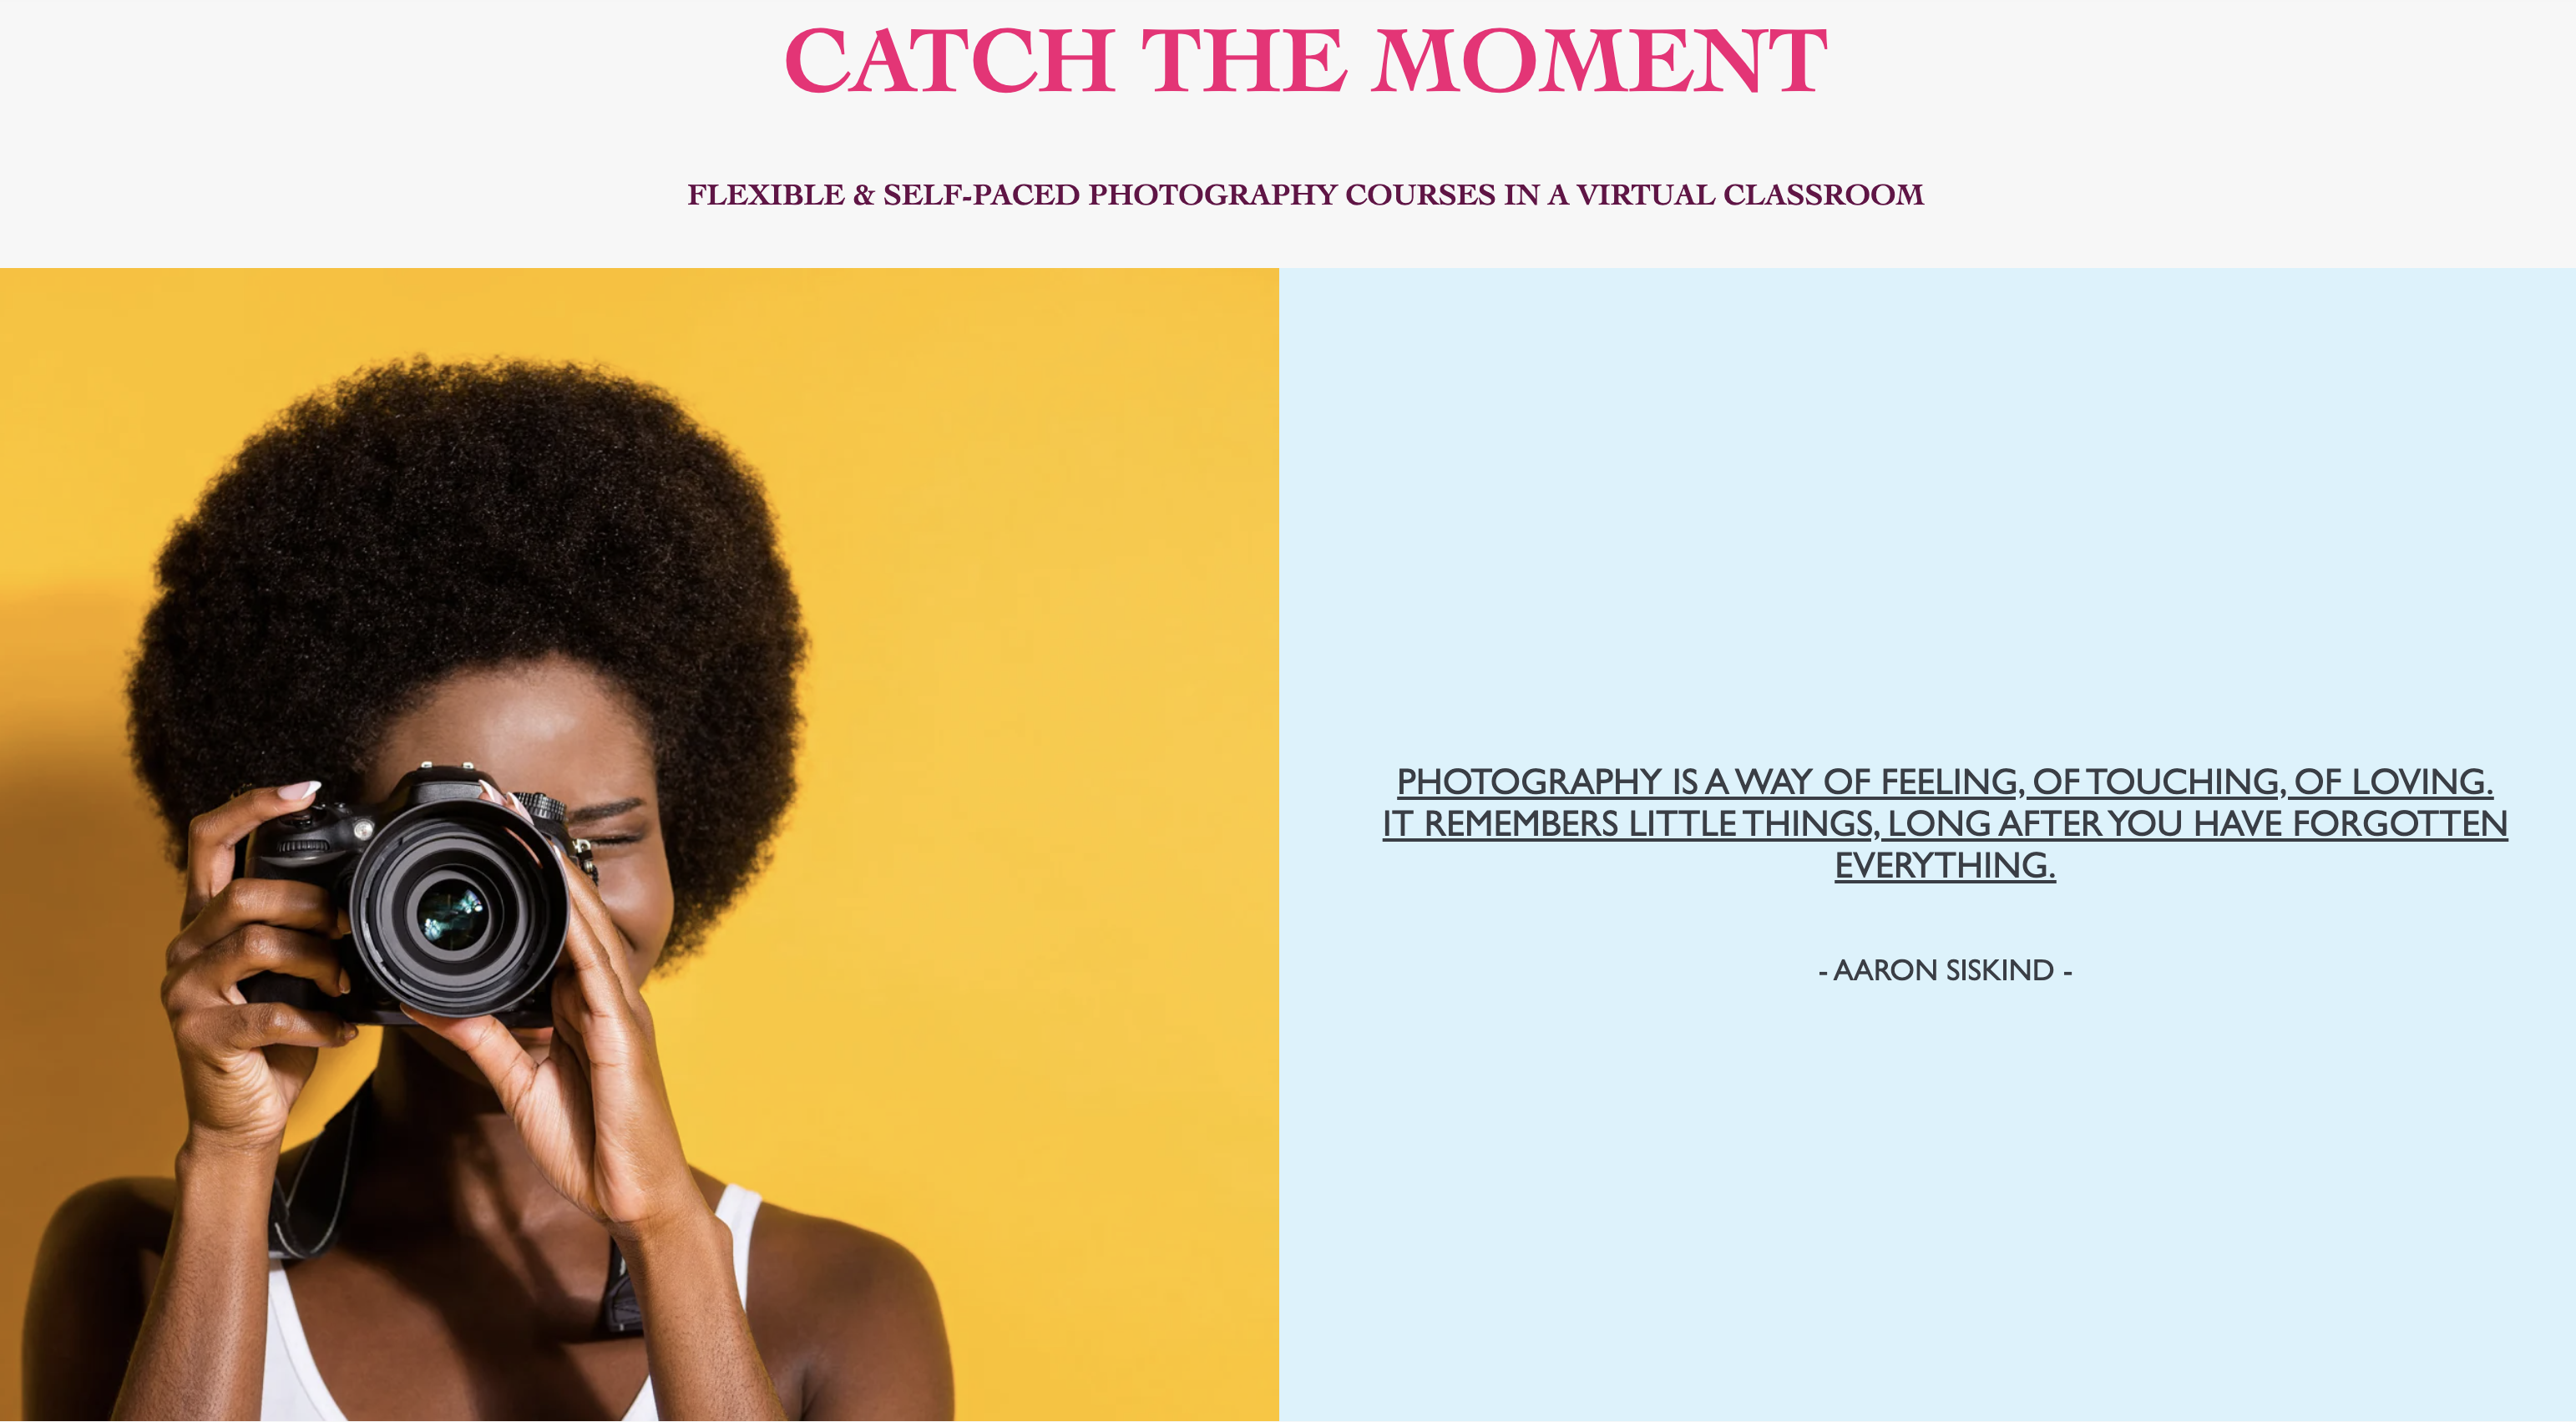 CATCH THE MOMENT
FLEXIBLE & SELF-PACED PHOTOGRAPHY COURSES IN A VIRTUAL CLASSROOM
PHOTOGRAPHY IS A WAY OF FEELING, OF TOUCHING, OF LOVING.
IT REMEMBERS LITTLE THINGS, LONG AFTER YOU HAVE FORGOTTEN
EVERYTHING.
- AARON SISKIND -